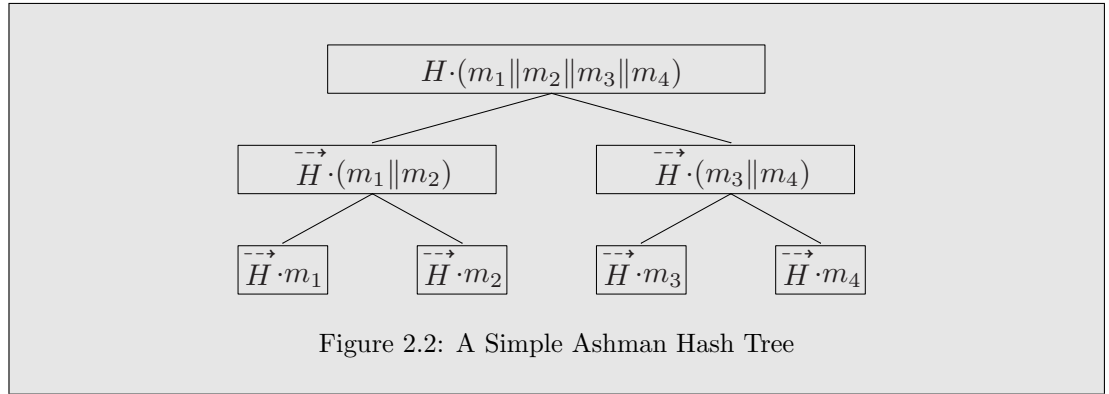 H·(m₁‖m₂‖m₃‖m₄)
H⃗·(m₁‖m₂) H⃗·(m₃‖m₄)
H⃗·m₁ H⃗·m₂ H⃗·m₃ H⃗·m₄
Figure 2.2: A Simple Ashman Hash Tree